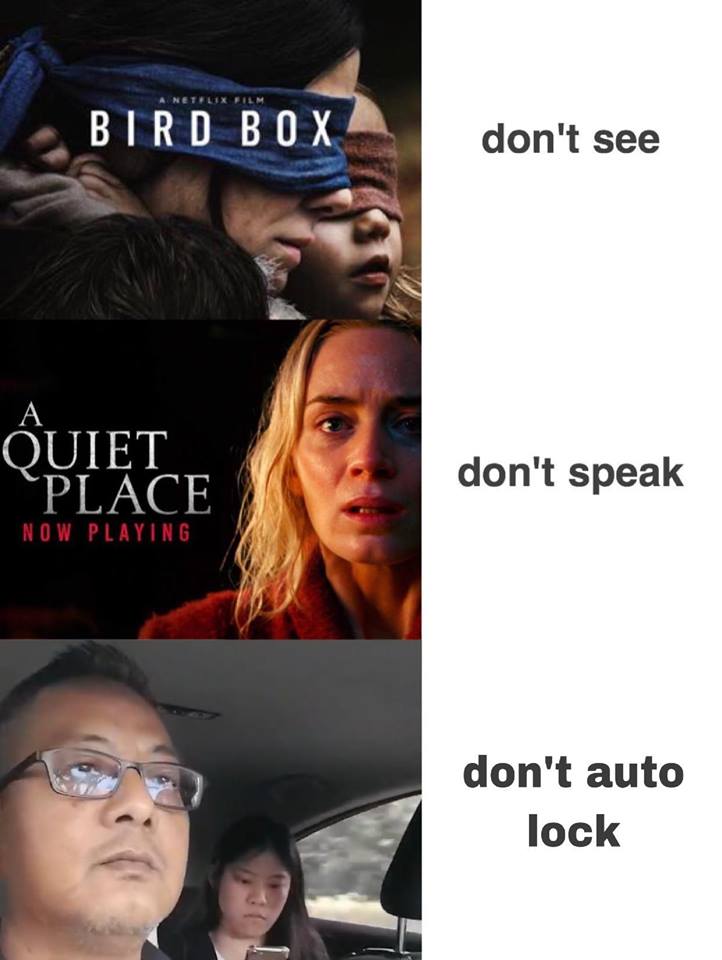 A NETFLIX FILM
BIRD BOX
don't see
A
QUIET
PLACE
NOW PLAYING
don't speak
don't auto
lock